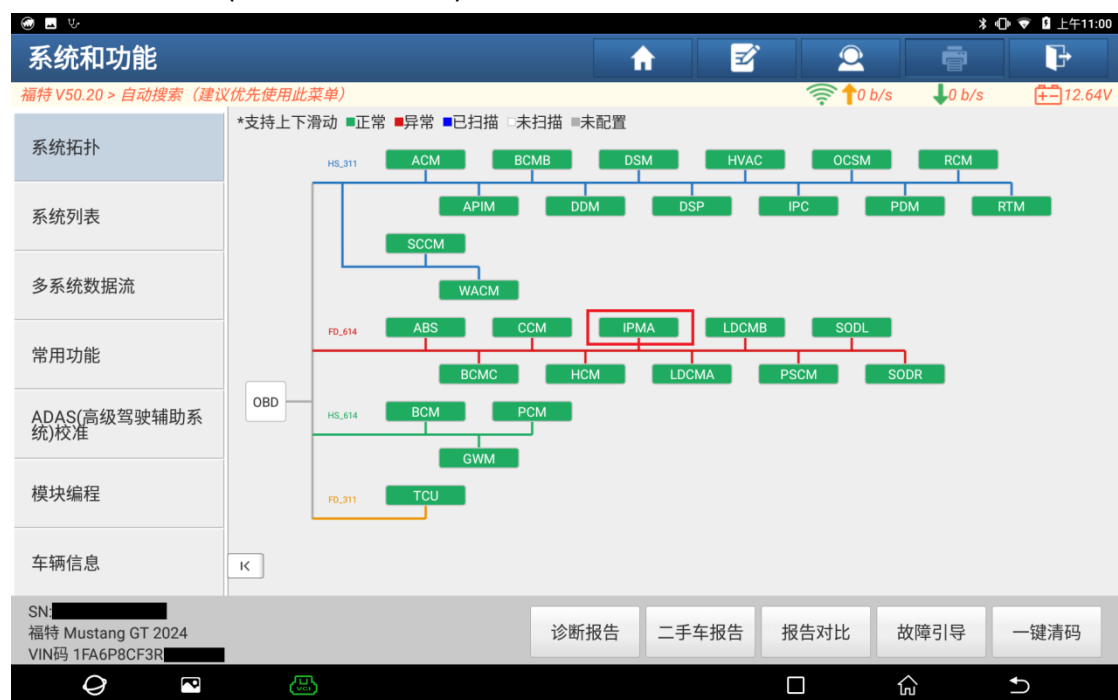 上午11:00
系统和功能
福特 V50.20 > 自动搜索（建议优先使用此菜单） 0 b/s 0 b/s 12.64V
系统拓扑
系统列表
多系统数据流
常用功能
ADAS(高级驾驶辅助系
统)校准
模块编程
车辆信息
*支持上下滑动 正常 异常 已扫描 未扫描 未配置
HS_311 ACM BCMB DSM HVAC OCSM RCM
APIM DDM DSP IPC PDM RTM
SCCM
WACM
FD_614 ABS CCM IPMA LDCMB SODL
BCMC HCM LDCMA PSCM SODR
OBD
HS_614 BCM PCM
GWM
FD_311 TCU
SN:
福特 Mustang GT 2024
VIN码 1FA6P8CF3R
诊断报告 二手车报告 报告对比 故障引导 一键清码
VCI